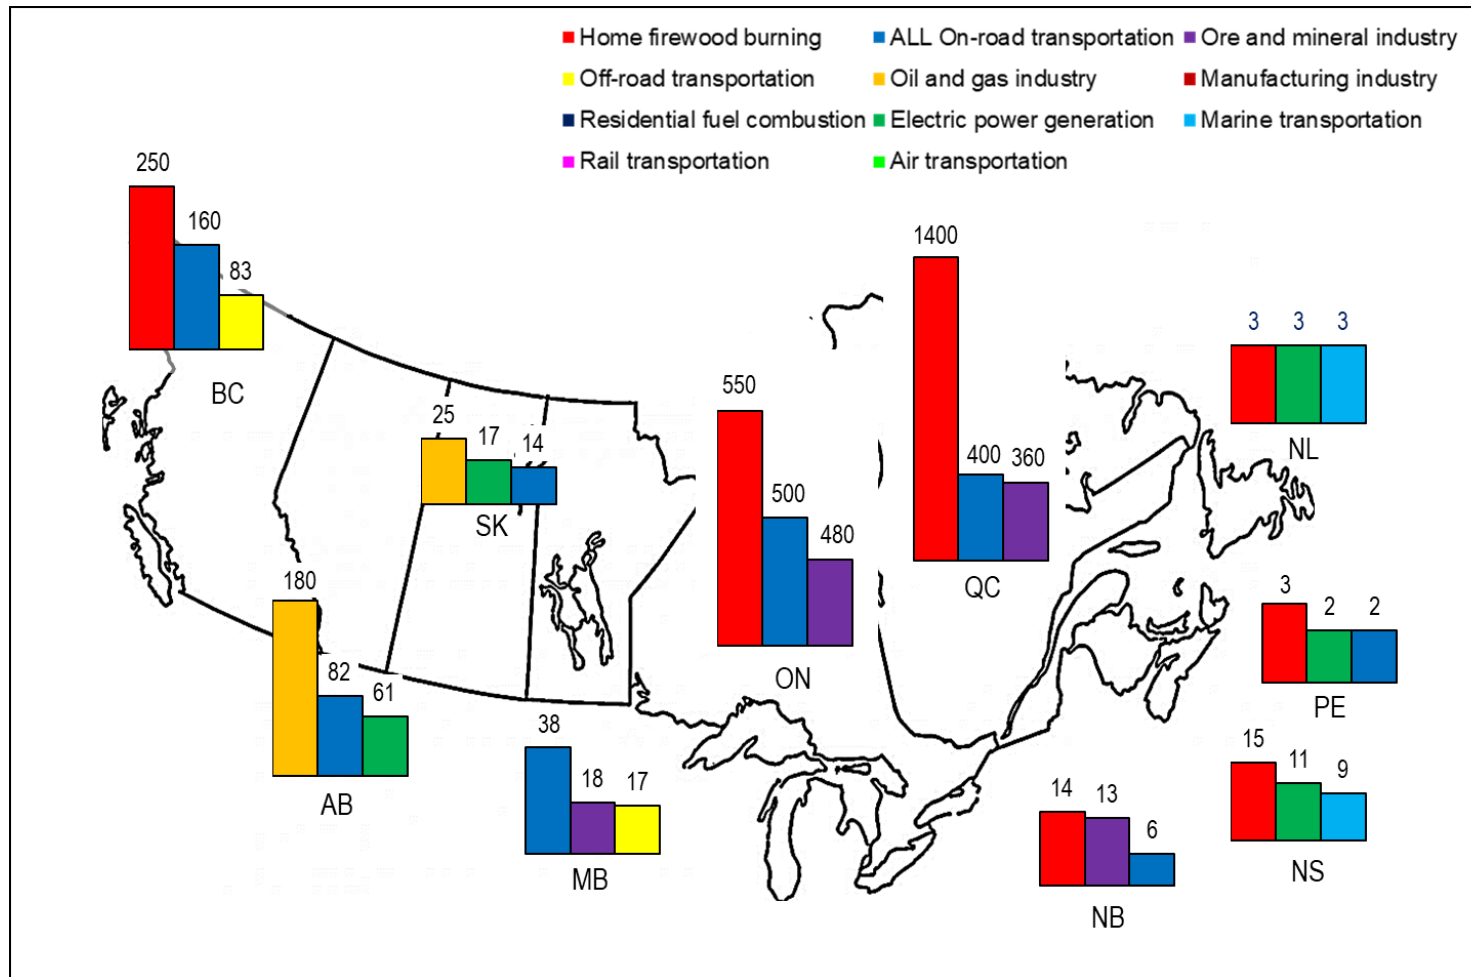 Home firewood burning ALL On-road transportation Ore and mineral industry
Off-road transportation Oil and gas industry Manufacturing industry
Residential fuel combustion Electric power generation Marine transportation
Rail transportation Air transportation
250
160
83
BC
1400
400 360
QC
3 3 3
NL
550
500
480
ON
25
17 14
SK
180
82
61
AB
3
2 2
PE
38
18 17
MB
15
11
9
NS
14 13
6
NB